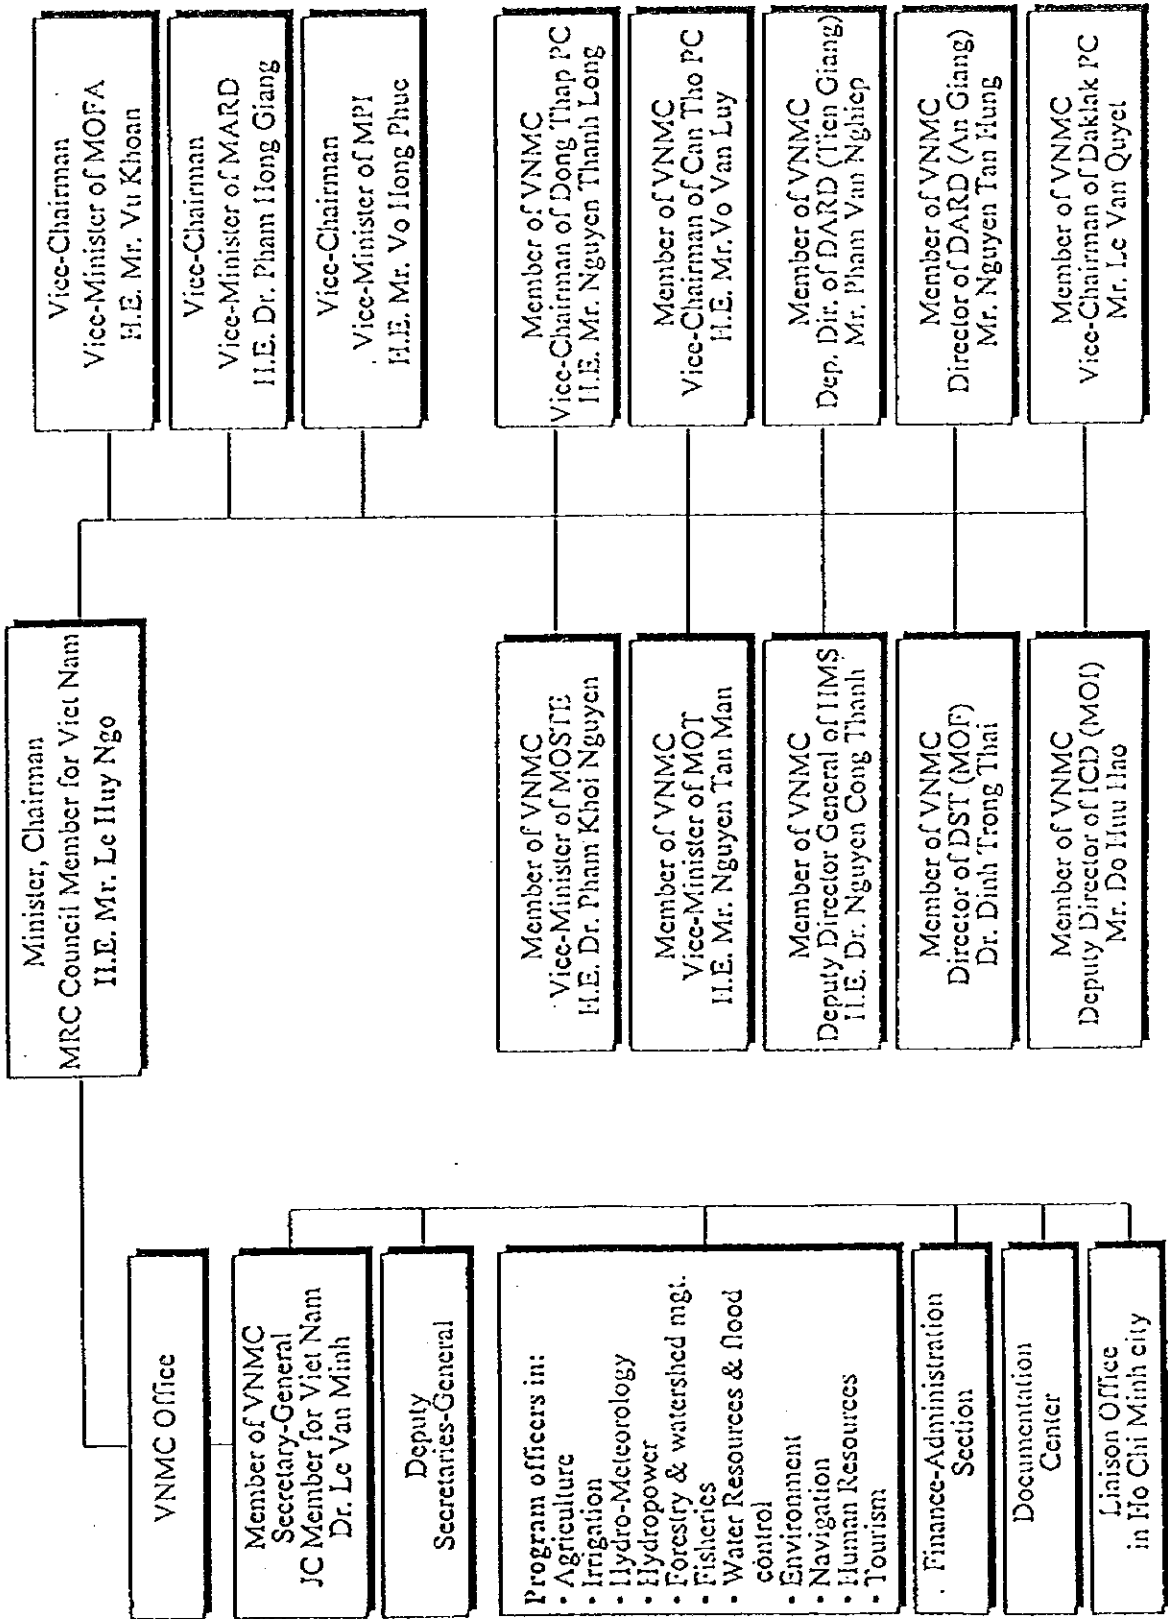 Minister, Chairman
MRC Council Member for Viet Nam
H.E. Mr. Le Huy Ngo
VNMC Office
Member of VNMC
Secretary-General
JC Member for Viet Nam
Dr. Le Van Minh
Deputy
Secretaries-General
Program officers in:
• Agriculture
• Irrigation
• Hydro-Meteorology
• Hydropower
• Forestry & watershed mgt.
• Fisheries
• Water Resources & flood
control
• Environment
• Navigation
• Human Resources
• Tourism
Finance-Administration
Section
Documentation
Center
Liaison Office
in Ho Chi Minh city
Vice-Chairman
Vice-Minister of MOFA
H.E. Mr. Vu Khoan
Vice-Chairman
Vice-Minister of MARD
H.E. Dr. Pham Hong Giang
Vice-Chairman
Vice-Minister of MPI
H.E. Mr. Vo Hong Phuc
Member of VNMC
Vice-Minister of MOSTE
H.E. Dr. Pham Khoi Nguyen
Member of VNMC
Vice-Minister of MOT
H.E. Mr. Nguyen Tan Man
Member of VNMC
Deputy Director General of HMS
H.E. Dr. Nguyen Cong Thanh
Member of VNMC
Director of DST (MOF)
Dr. Dinh Trong Thai
Member of VNMC
Deputy Director of ICD (MOI)
Mr. Do Huu Hao
Member of VNMC
Vice-Chairman of Dong Thap PC
H.E. Mr. Nguyen Thanh Long
Member of VNMC
Vice-Chairman of Can Tho PC
H.E. Mr. Vo Van Luy
Member of VNMC
Dep. Dir. of DARD (Tien Giang)
Mr. Pham Van Nghiep
Member of VNMC
Director of DARD (An Giang)
Mr. Nguyen Tan Hung
Member of VNMC
Vice-Chairman of Daklak PC
Mr. Le Van Quyet